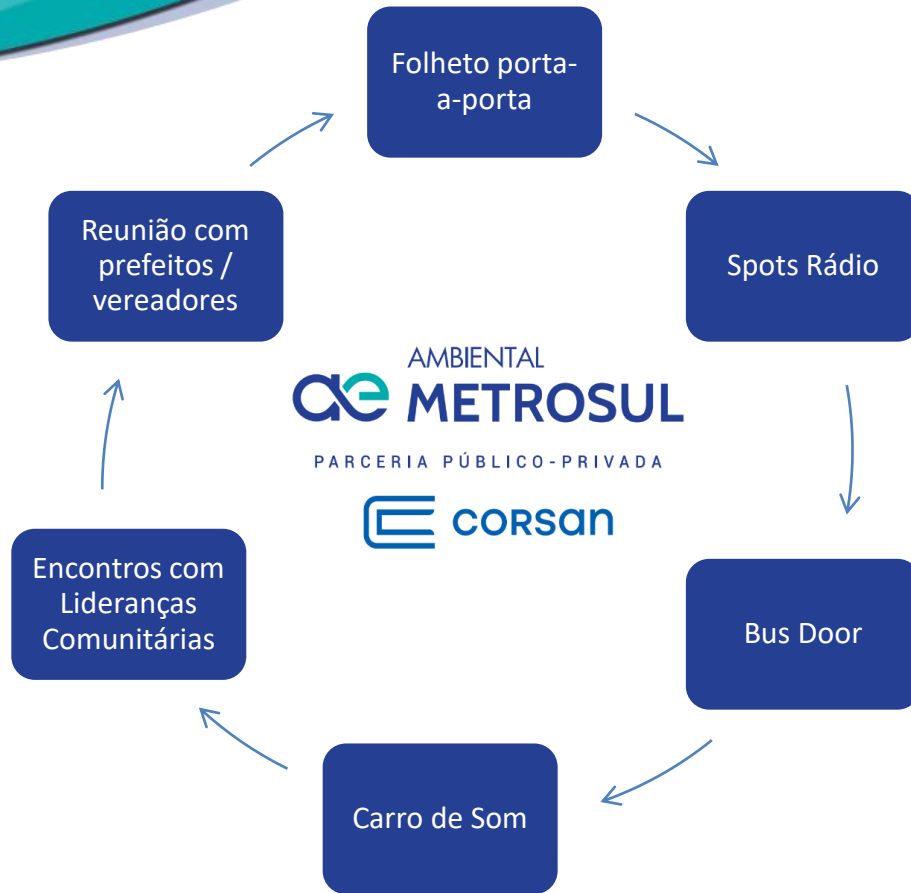 Folheto porta-
a-porta
Spots Rádio
Bus Door
Carro de Som
Encontros com
Lideranças
Comunitárias
Reunião com
prefeitos /
vereadores
AMBIENTAL
ae METROSUL
PARCERIA PÚBLICO-PRIVADA
corsan